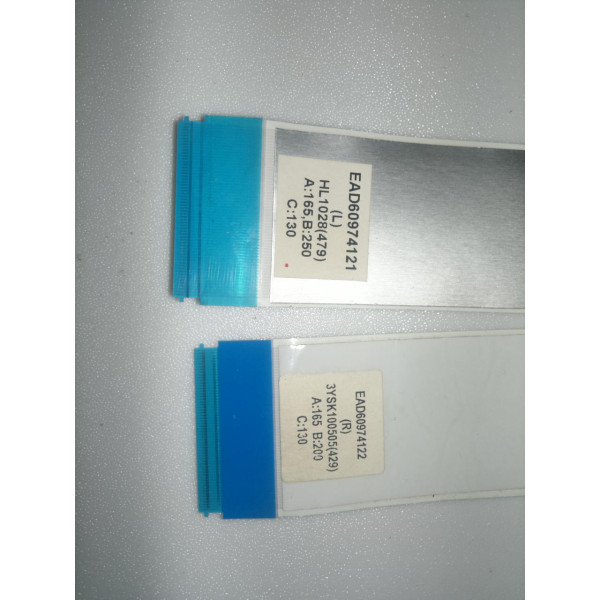 EAD60974121
(L)
HL1028(479)
A:165,B:250
C:130
EAD60974122
(R)
3YSK100505(429)
A:165 B:200
C:130